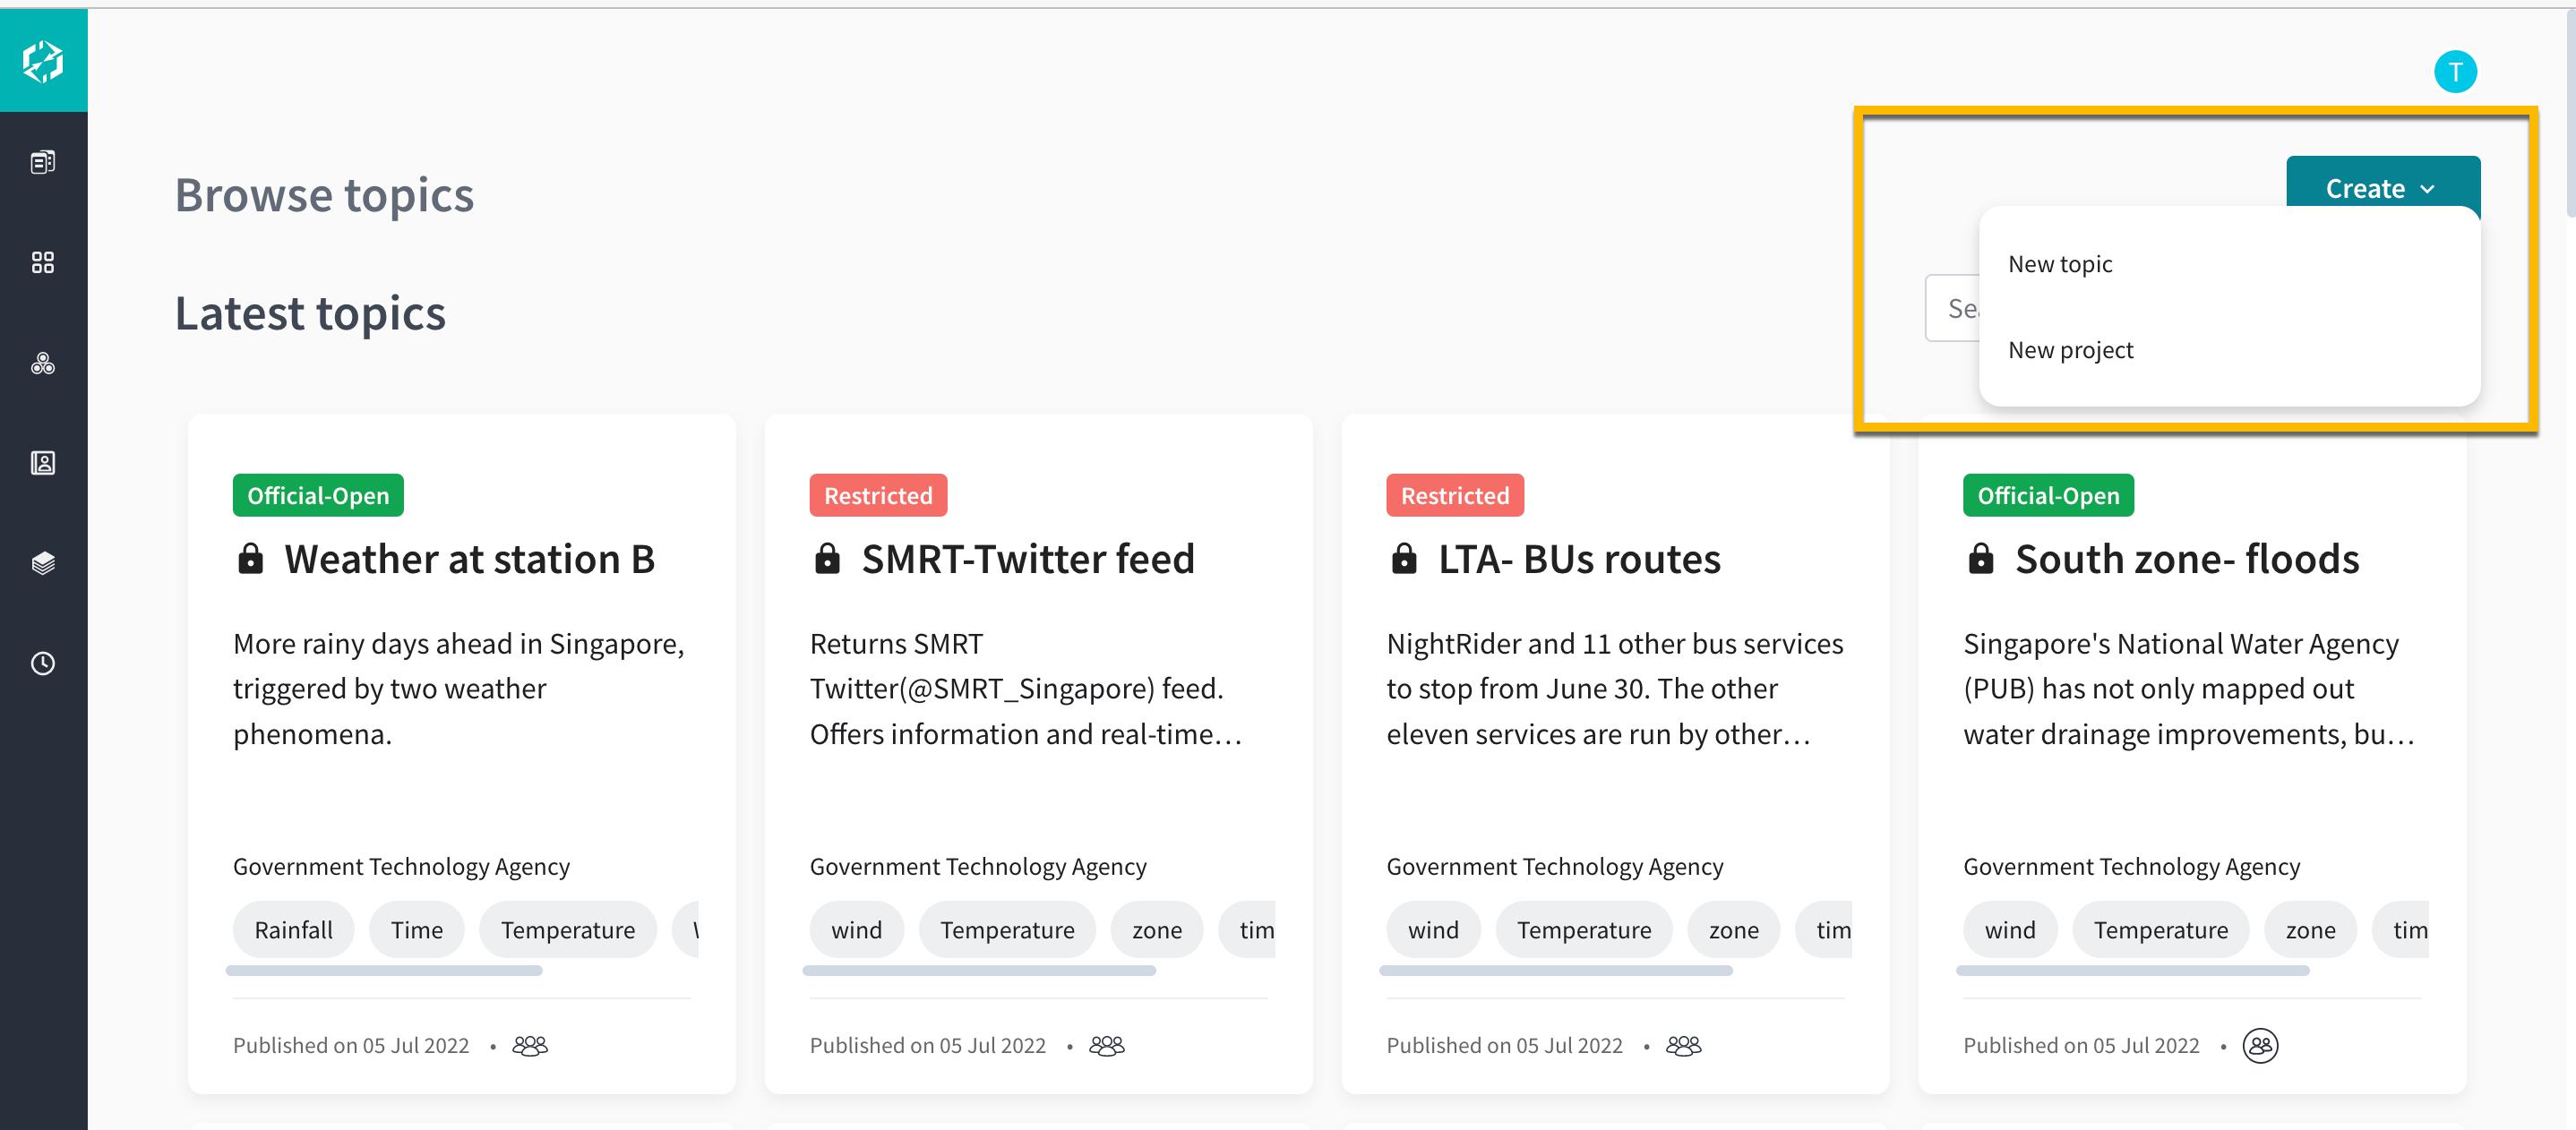 T
Browse topics
Create
New topic
New project
Latest topics
Official-Open
Weather at station B
More rainy days ahead in Singapore,
triggered by two weather
phenomena.
Government Technology Agency
Rainfall Time Temperature
Published on 05 Jul 2022 •
Restricted
SMRT-Twitter feed
Returns SMRT
Twitter(@SMRT_Singapore) feed.
Offers information and real-time...
Government Technology Agency
wind Temperature zone tim
Published on 05 Jul 2022 •
Restricted
LTA- BUs routes
NightRider and 11 other bus services
to stop from June 30. The other
eleven services are run by other...
Government Technology Agency
wind Temperature zone tim
Published on 05 Jul 2022 •
Official-Open
South zone- floods
Singapore's National Water Agency
(PUB) has not only mapped out
water drainage improvements, bu...
Government Technology Agency
wind Temperature zone tim
Published on 05 Jul 2022 •